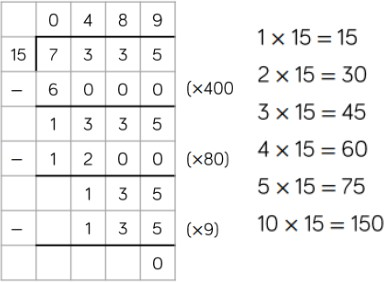 0 4 8 9
15 7 3 3 5
− 6 0 0 0 (×400
1 3 3 5
− 1 2 0 0 (×80)
1 3 5
− 1 3 5 (×9)
0
1 × 15 = 15
2 × 15 = 30
3 × 15 = 45
4 × 15 = 60
5 × 15 = 75
10 × 15 = 150